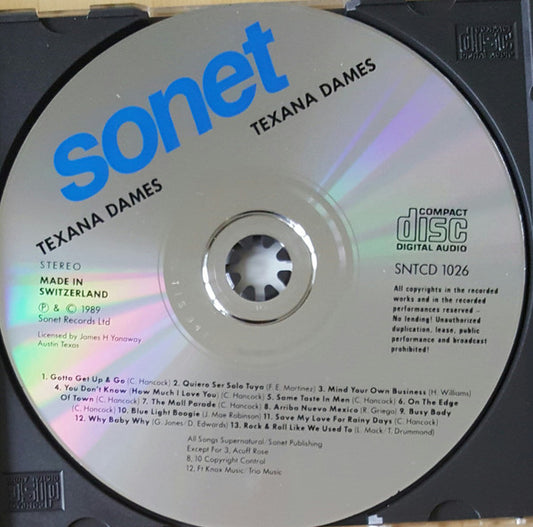 sonet
TEXANA DAMES
TEXANA DAMES
STEREO
MADE IN
SWITZERLAND
Ⓟ & © 1989
Sonet Records Ltd
Licensed by James H Yanaway
Austin Texas
COMPACT
disc
DIGITAL AUDIO
SNTCD 1026
All copyrights in the recorded
works and in the recorded
performances reserved —
No lending! Unauthorized
duplication, lease, public
performance and broadcast
prohibited!
1. Gotta Get Up & Go (C. Hancock) 2. Quiero Ser Solo Tuya (F. E. Martinez) 3. Mind Your Own Business (H. Williams)
4. You Don't Know (How Much I Love You) (C. Hancock) 5. Same Taste In Men (C. Hancock) 6. On The Edge
Of Town (C. Hancock) 7. The Moll Parade (C. Hancock) 8. Arriba Nuevo Mexico (R. Griego) 9. Busy Body
(C. Hancock) 10. Blue Light Boogie (J. Mae Robinson) 11. Save My Love For Rainy Days (C. Hancock)
12. Why Baby Why (G. Jones/D. Edwards) 13. Rock & Roll Like We Used To (L. Mack/T. Drummond)
All Songs Supernatural/Sonet Publishing
Except For 3, Acuff Rose
8, 10 Copyright Control
12, Ft Knox Music/Trio Music